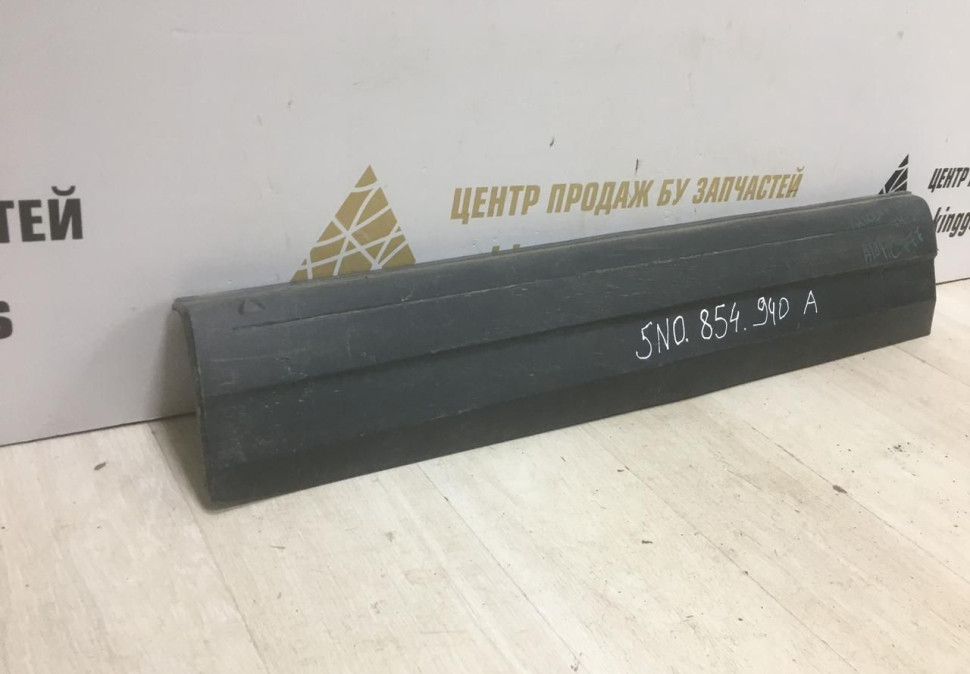 ТЕЙ
s
ЦЕНТР ПРОДАЖ БУ ЗАПЧАСТЕЙ
ЦЕНТР
5N0. 854. 940 A